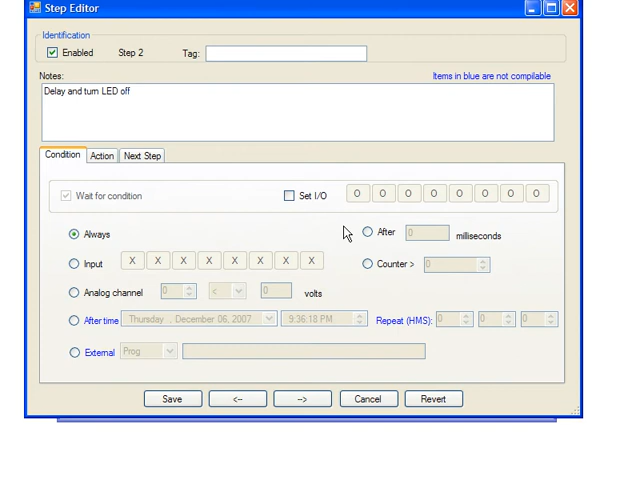 Step Editor
Identification
Enabled Step 2 Tag:
Notes: Items in blue are not compilable
Delay and turn LED off
Condition Action Next Step
Wait for condition Set I/O O O O O O O O O
Always After 0 milliseconds
Input X X X X X X X X Counter > 0
Analog channel 0 < 0 volts
After time Thursday , December 06, 2007 9:36:18 PM Repeat (HMS): 0 0 0
External Prog
Save <-- --> Cancel Revert